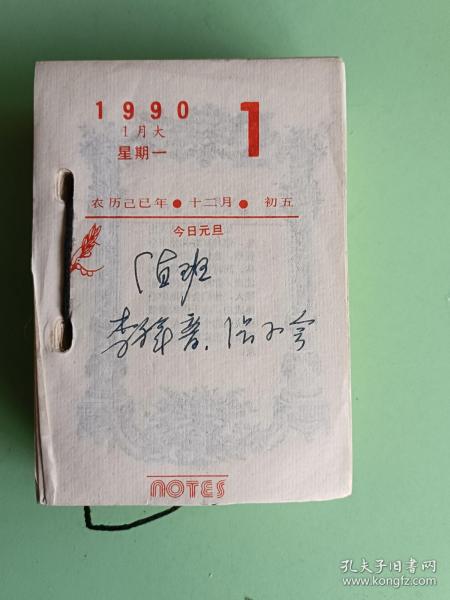 1990
1
1月大
星期一
农历己巳年●十二月●初五
今日元旦
值班
NOTES
孔夫子旧书网
www.kongfz.com